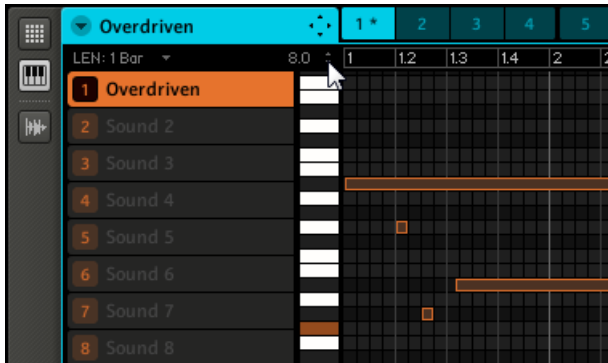 Overdriven 1 * 2 3 4 5
LEN: 1 Bar 8.0 1 1.2 1.3 1.4 2
1 Overdriven
2 Sound 2
3 Sound 3
4 Sound 4
5 Sound 5
6 Sound 6
7 Sound 7
8 Sound 8